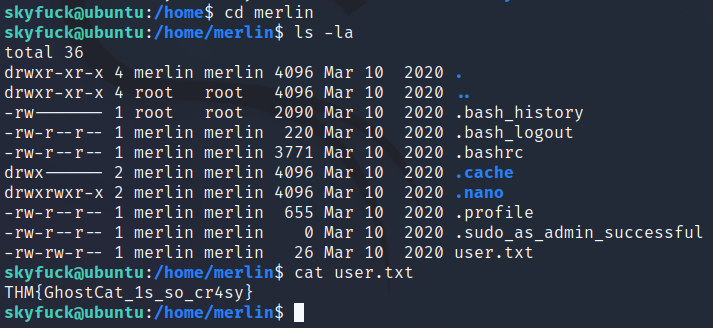 skyfuck@ubuntu:/home$ cd merlin
skyfuck@ubuntu:/home/merlin$ ls -la
total 36
drwxr-xr-x 4 merlin merlin 4096 Mar 10  2020 .
drwxr-xr-x 4 root   root   4096 Mar 10  2020 ..
-rw------- 1 root   root   2090 Mar 10  2020 .bash_history
-rw-r--r-- 1 merlin merlin  220 Mar 10  2020 .bash_logout
-rw-r--r-- 1 merlin merlin 3771 Mar 10  2020 .bashrc
drwx------ 2 merlin merlin 4096 Mar 10  2020 .cache
drwxrwxr-x 2 merlin merlin 4096 Mar 10  2020 .nano
-rw-r--r-- 1 merlin merlin  655 Mar 10  2020 .profile
-rw-r--r-- 1 merlin merlin    0 Mar 10  2020 .sudo_as_admin_successful
-rw-rw-r-- 1 merlin merlin   26 Mar 10  2020 user.txt
skyfuck@ubuntu:/home/merlin$ cat user.txt
THM{GhostCat_1s_so_cr4sy}
skyfuck@ubuntu:/home/merlin$